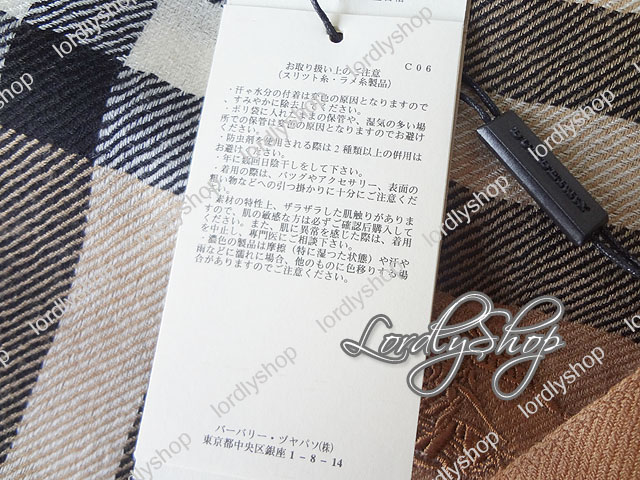 お取り扱い上のご注意 C06
(スリツト糸・ラメ糸製品)
・汗や水分の付着は変色の原因となりますので
、すみやかに除去してください。
・ポリ袋に入れたままの保管や、湿気の多い場
所での保管は変色の原因となりますのでお避け
ください。
・防虫剤を使用される際は2種類以上の併用は
お避けください。
・年に数回日陰干しをして下さい。
・着用の際は、バッグやアクセサリー、表面の
粗い物などへの引っ掛かりに十分にご注意くだ
素材の特性上、ザラザラした肌触りがありま
すので、肌の敏感な方は必ずご確認後購入して
ください。また、肌に異常を感じた際は、着用
を中止し、専門医にご相談下さい。
・濃色の製品は摩擦(特に湿つた状態)や汗や
雨などに濡れに場合、他のものに色移りする場
合がありますのでご注意ください。
バーバリー・ヅヤパソ(株)
東京都中央区銀座1-8-14
LordlyShop
lordlyshop
lordlyshop
lordlyshop
lordlyshop
lordlyshop
lordlyshop
lordlyshop
lordlyshop